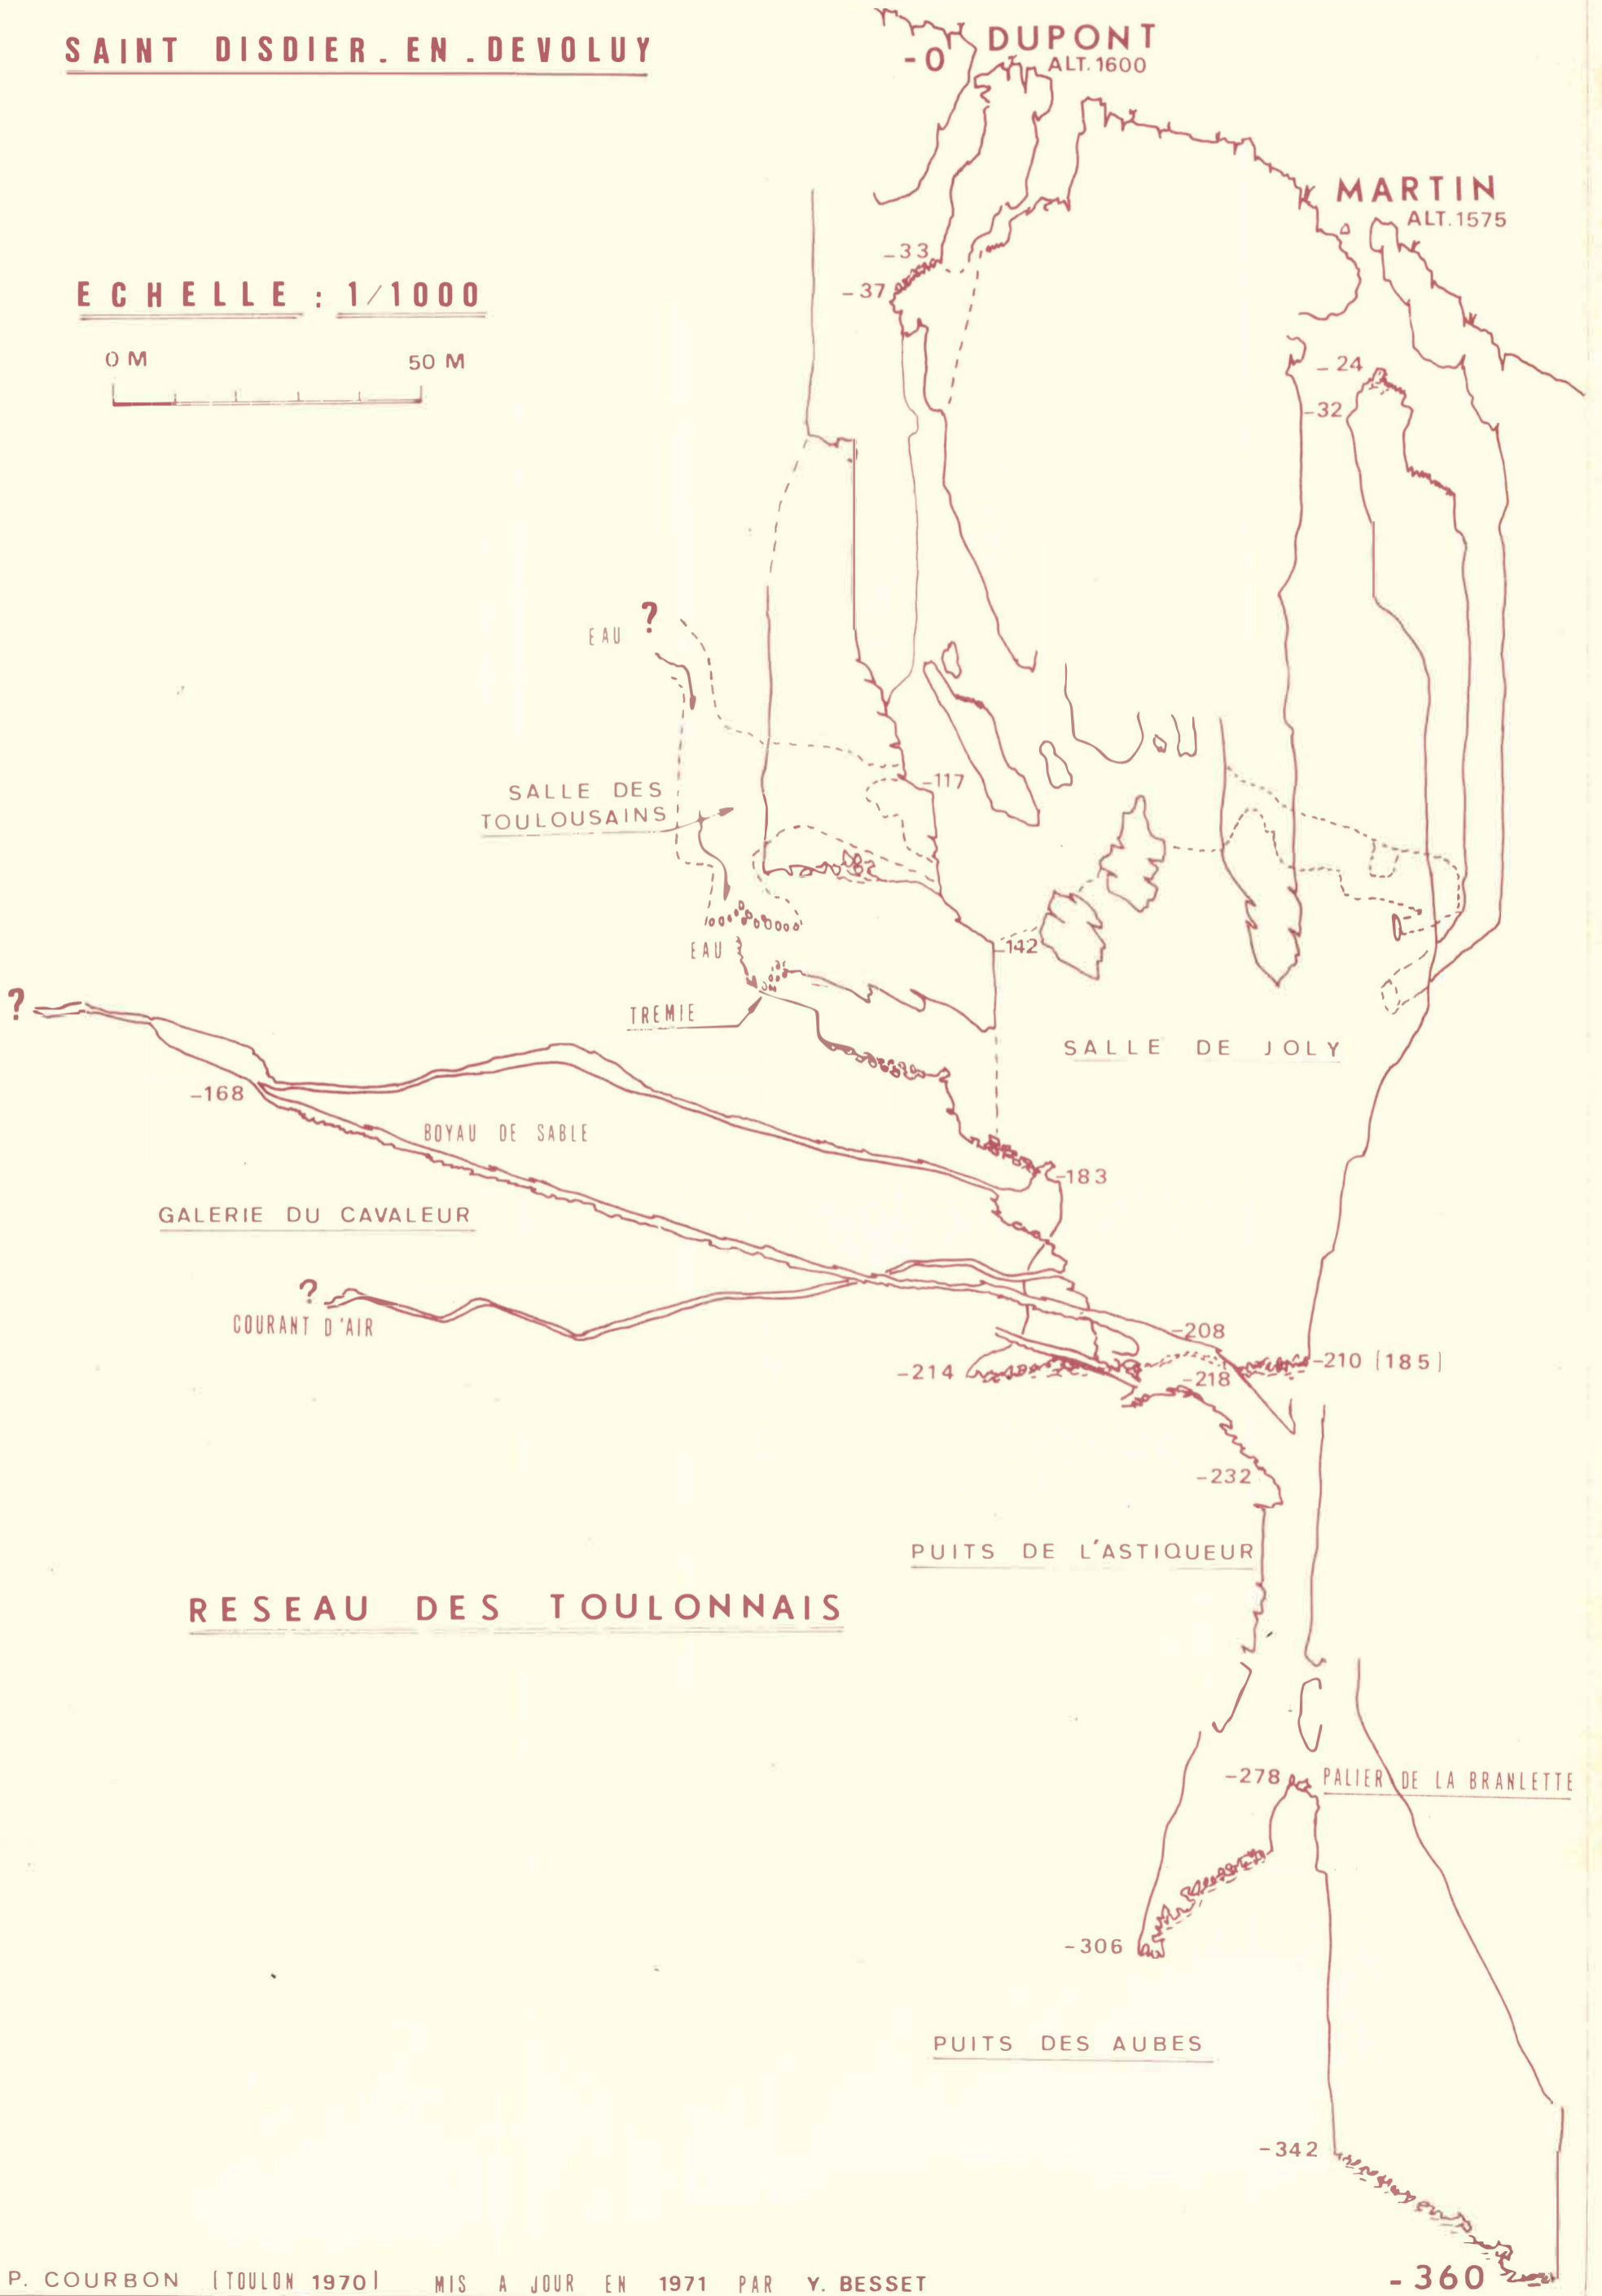 SAINT DISDIER . EN . DEVOLUY
-0
DUPONT
ALT. 1600
MARTIN
ALT. 1575
ECHELLE : 1/1000
0 M 50 M
-33
-37
-24
-32
EAU ?
-117
SALLE DES
TOULOUSAINS
-142
EAU
TREMIE
?
SALLE DE JOLY
-168
BOYAU DE SABLE
-183
GALERIE DU CAVALEUR
?
COURANT D'AIR
-208
-210 (185)
-214
-218
-232
PUITS DE L'ASTIQUEUR
RESEAU DES TOULONNAIS
-278
PALIER DE LA BRANLETTE
-306
PUITS DES AUBES
-342
-360
P. COURBON (TOULON 1970) MIS A JOUR EN 1971 PAR Y. BESSET